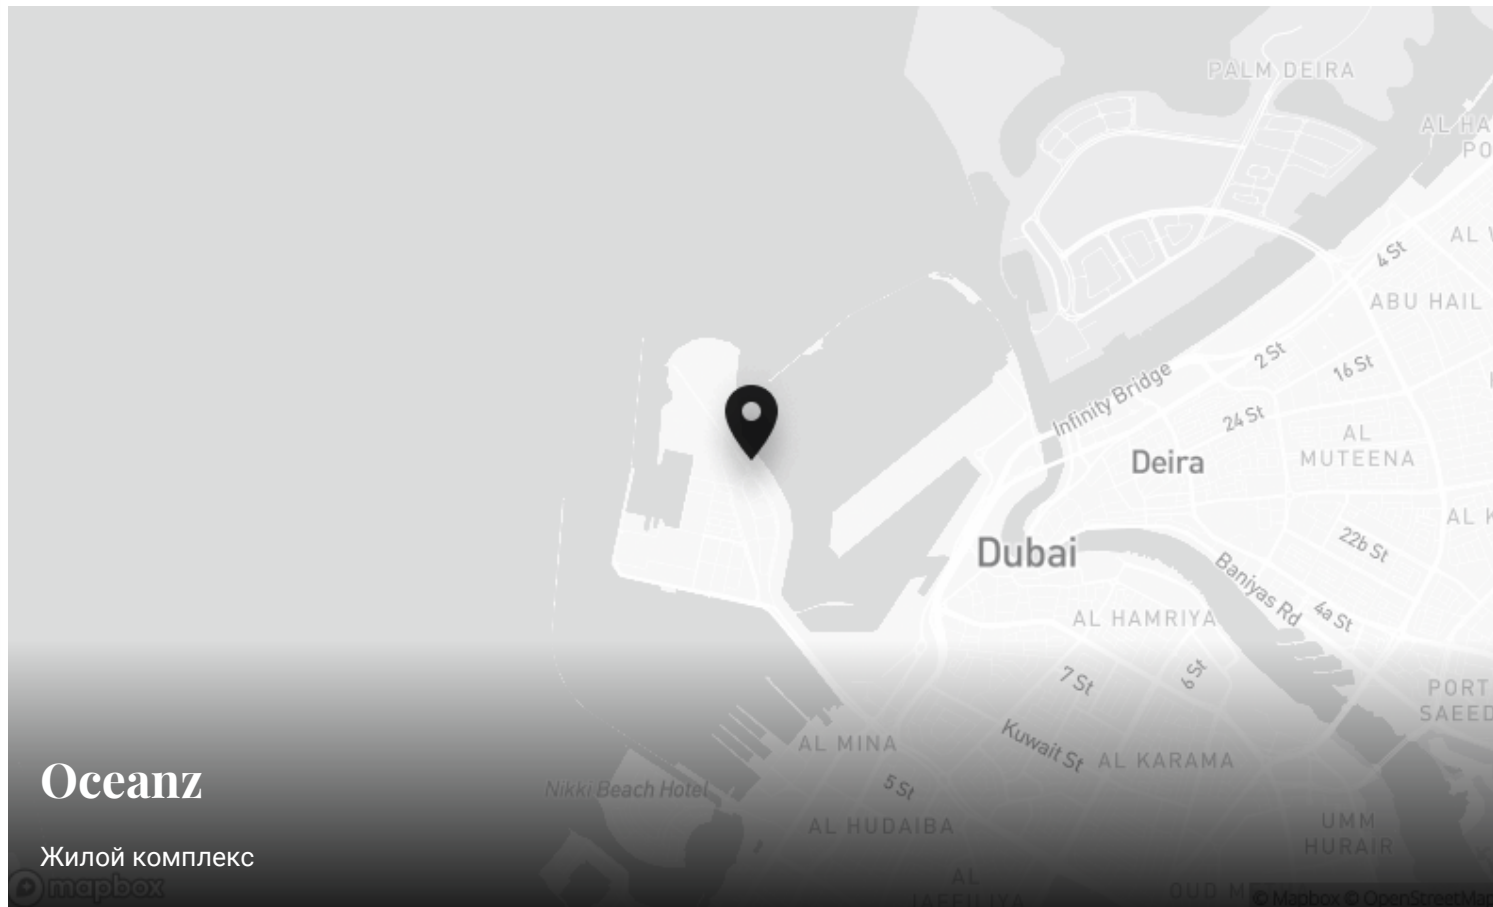 PALM DEIRA
AL HA
PO
AL
4 St
ABU HAIL
2 St
16 St
Infinity Bridge
24 St
AL
MUTEENA
Deira
AL K
22b St
Dubai
Baniyas Rd
4a St
AL HAMRIYA
7 St
6 St
PORT
SAEED
Kuwait St
AL MINA
AL KARAMA
Oceanz
Nikki Beach Hotel
5 St
AL HUDAIBA
UMM
HURAIR
Жилой комплекс
AL
JAFFILIYA
OUD M
mapbox
© Mapbox © OpenStreetMap